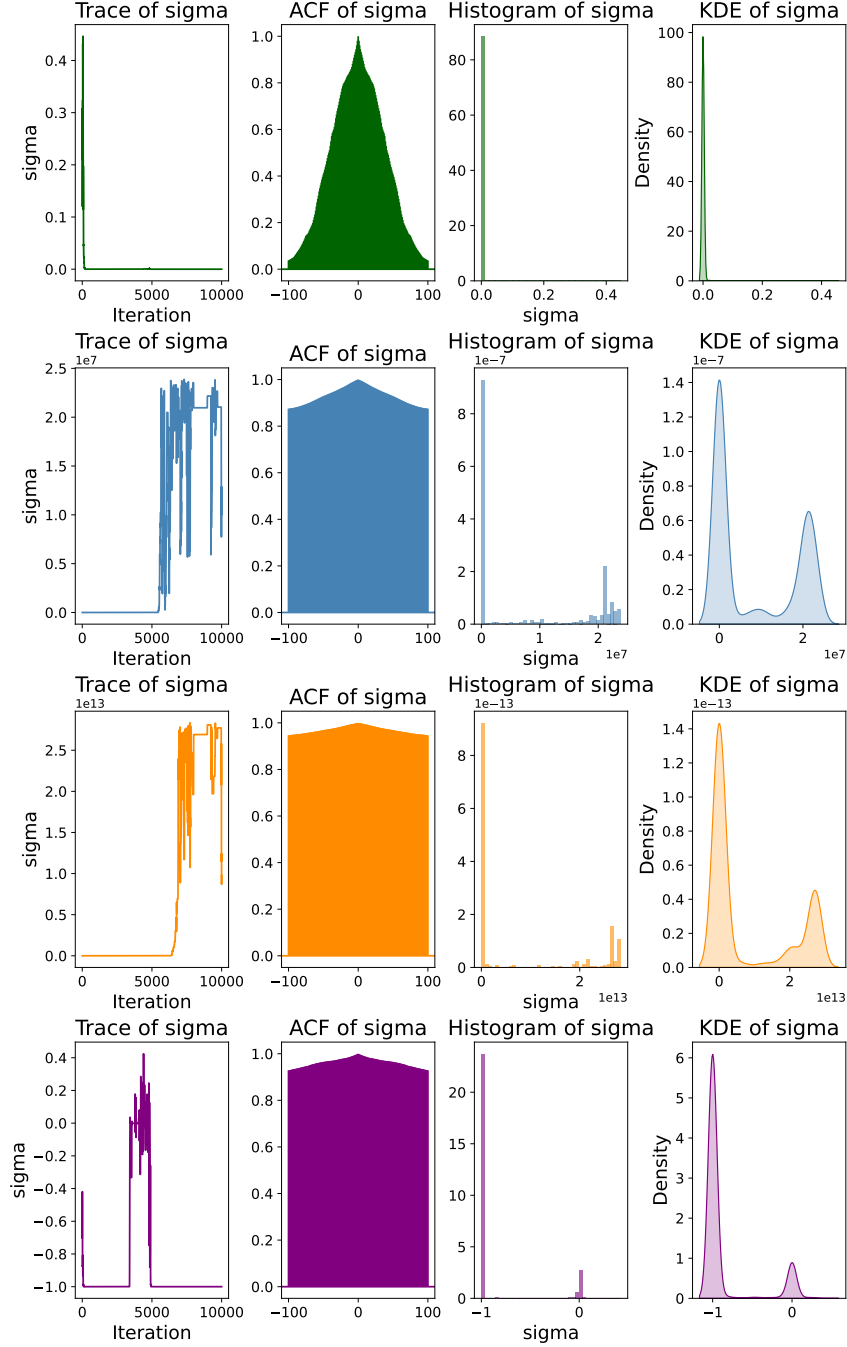 Trace of sigma ACF of sigma Histogram of sigma KDE of sigma
sigma
0.4
0.3
0.2
0.1
0.0
0 5000 10000
Iteration
1.0
0.8
0.6
0.4
0.2
0.0
−100 0 100
80
70
60
50
40
30
20
10
0
0.0 0.2 0.4
sigma
Density
100
80
60
40
20
0
0.0 0.2 0.4
Trace of sigma ACF of sigma Histogram of sigma KDE of sigma
1e7
sigma
2.5
2.0
1.5
1.0
0.5
0.0
0 5000 10000
Iteration
1.0
0.8
0.6
0.4
0.2
0.0
−100 0 100
1e−7
8
6
4
2
0
0 1 2
1e7
sigma
1e−7
Density
1.4
1.2
1.0
0.8
0.6
0.4
0.2
0.0
0 2
1e7
Trace of sigma ACF of sigma Histogram of sigma KDE of sigma
1e13
sigma
2.5
2.0
1.5
1.0
0.5
0.0
0 5000 10000
Iteration
1.0
0.8
0.6
0.4
0.2
0.0
−100 0 100
1e−13
8
6
4
2
0
0 2
1e13
sigma
1e−13
Density
1.4
1.2
1.0
0.8
0.6
0.4
0.2
0.0
0 2
1e13
Trace of sigma ACF of sigma Histogram of sigma KDE of sigma
sigma
0.4
0.2
0.0
−0.2
−0.4
−0.6
−0.8
−1.0
0 5000 10000
Iteration
1.0
0.8
0.6
0.4
0.2
0.0
−100 0 100
20
15
10
5
0
−1 0
sigma
Density
6
5
4
3
2
1
0
−1 0